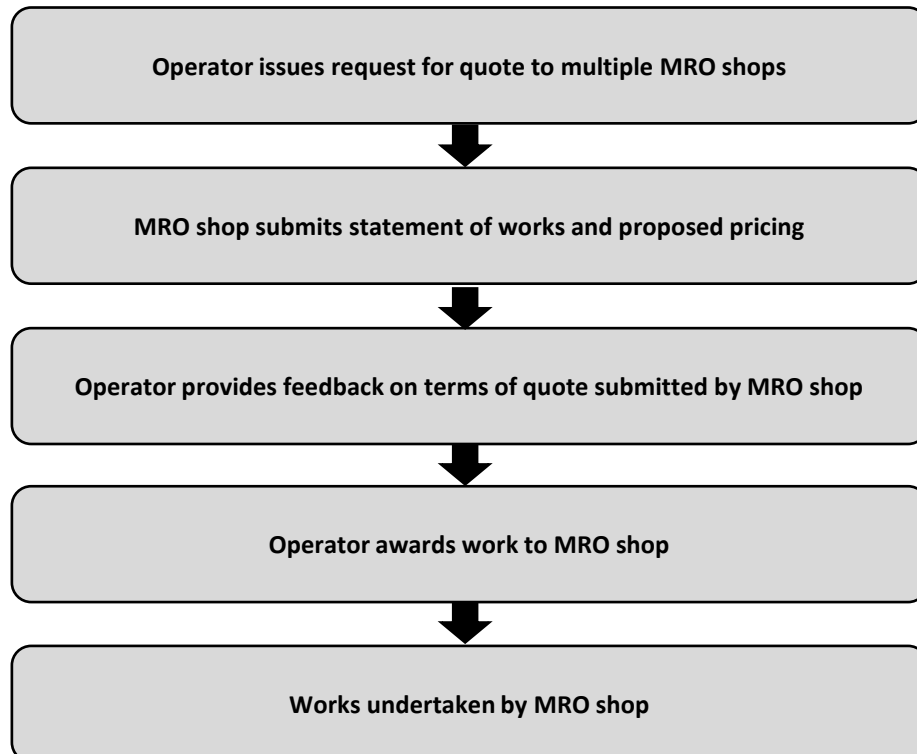 Operator issues request for quote to multiple MRO shops
MRO shop submits statement of works and proposed pricing
Operator provides feedback on terms of quote submitted by MRO shop
Operator awards work to MRO shop
Works undertaken by MRO shop